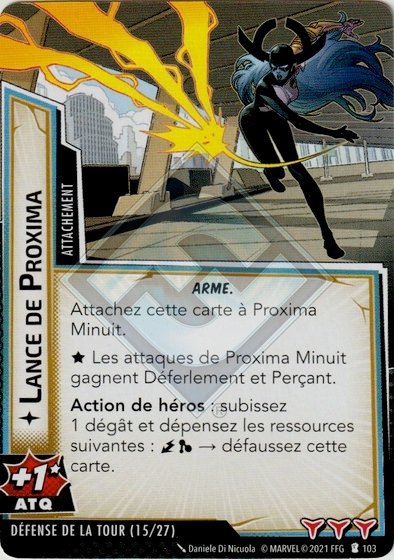 LANCE DE PROXIMA
ATTACHEMENT
ARME.
Attachez cette carte à Proxima
Minuit.
★ Les attaques de Proxima Minuit
gagnent Déferlement et Perçant.
Action de héros : subissez
1 dégât et dépensez les ressources
suivantes : → défaussez cette
carte.
+1★
ATQ
DÉFENSE DE LA TOUR (15/27)
Daniele Di Nicuola © MARVEL © 2021 FFG 103